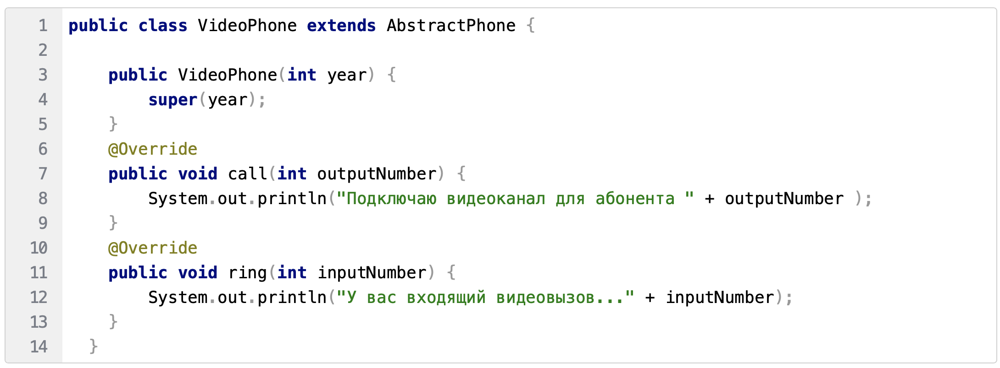 1 public class VideoPhone extends AbstractPhone {
2
3 public VideoPhone(int year) {
4 super(year);
5 }
6 @Override
7 public void call(int outputNumber) {
8 System.out.println("Подключаю видеоканал для абонента " + outputNumber );
9 }
10 @Override
11 public void ring(int inputNumber) {
12 System.out.println("У вас входящий видеовызов..." + inputNumber);
13 }
14 }